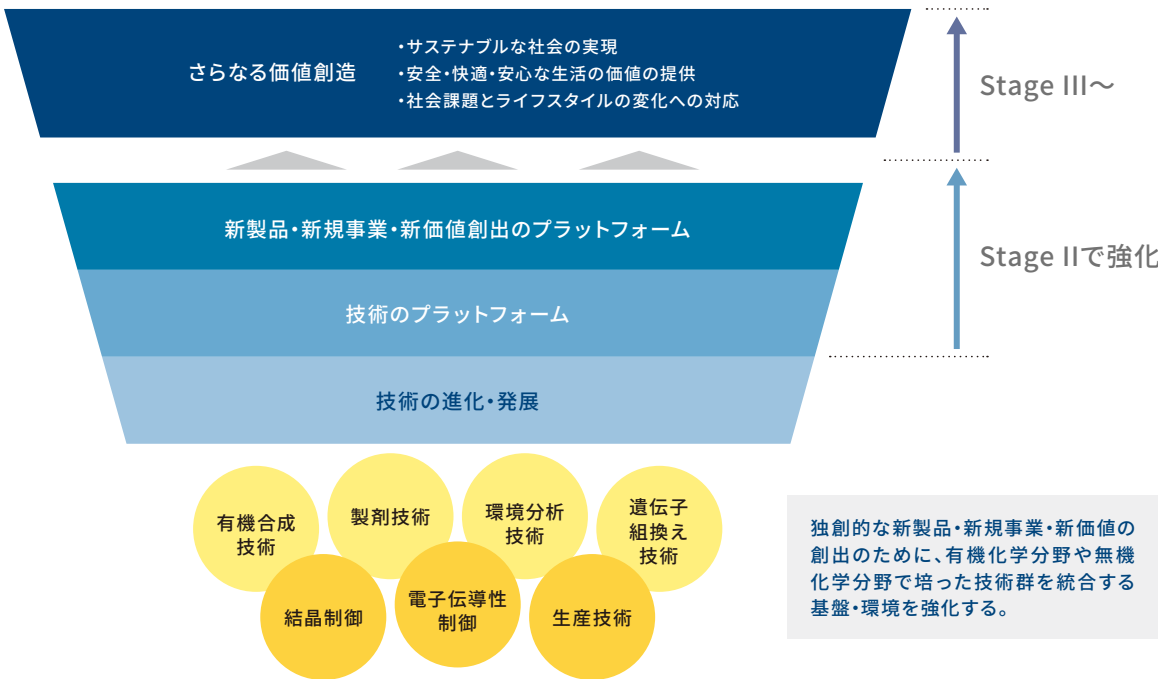 さらなる価値創造
・サステナブルな社会の実現
・安全・快適・安心な生活の価値の提供
・社会課題とライフスタイルの変化への対応
Stage III～
新製品・新規事業・新価値創出のプラットフォーム
技術のプラットフォーム
Stage IIで強化
技術の進化・発展
有機合成
技術
製剤技術
環境分析
技術
遺伝子
組換え
技術
結晶制御
電子伝導性
制御
生産技術
独創的な新製品・新規事業・新価値の
創出のために、有機化学分野や無機
化学分野で培った技術群を統合する
基盤・環境を強化する。